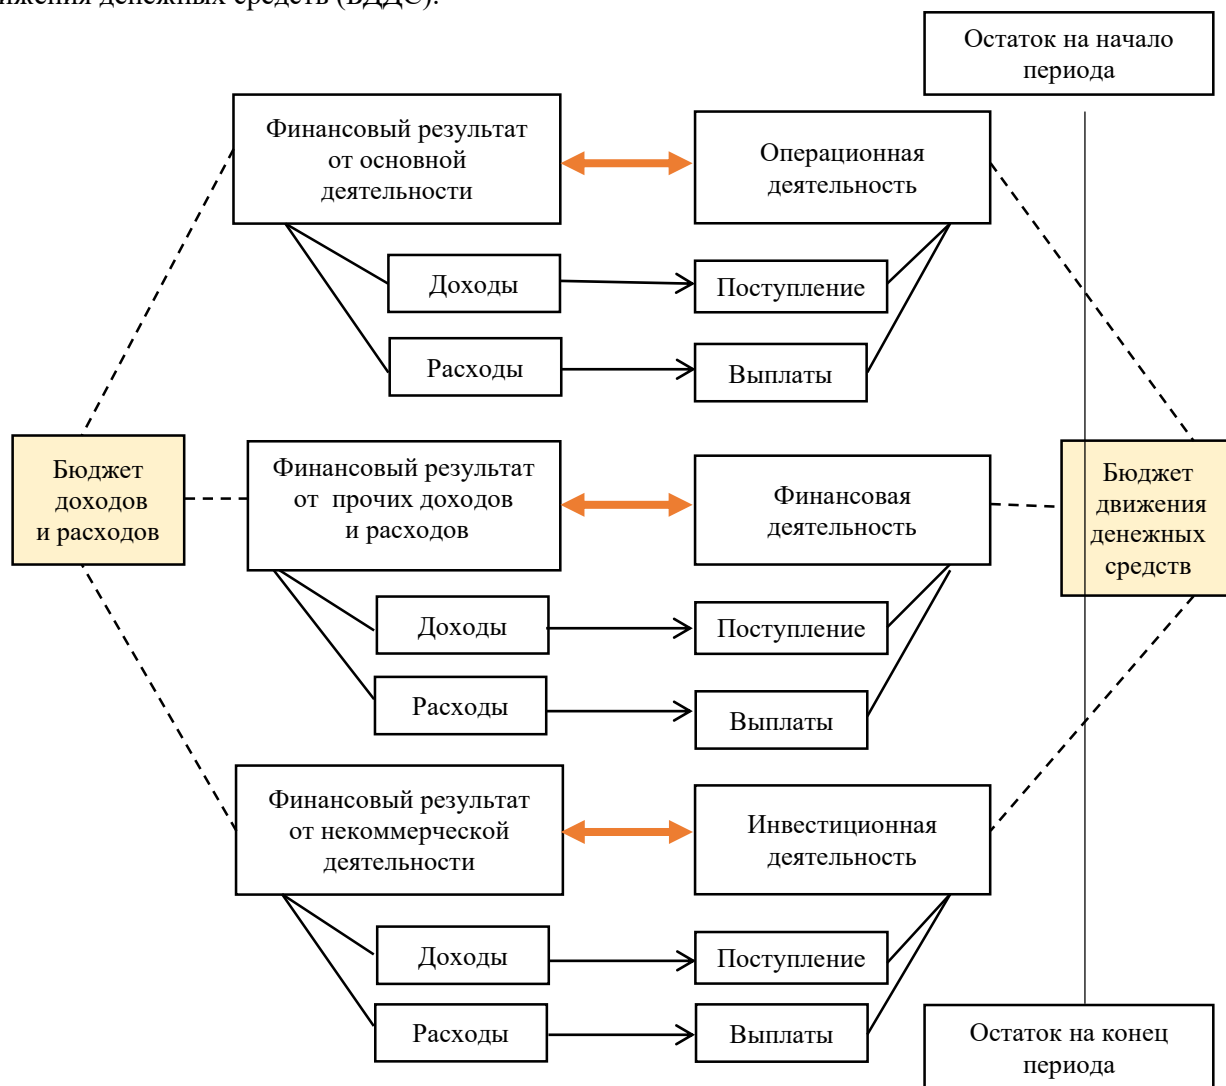 движения денежных средств (БДДС).
Остаток на начало
периода
Финансовый результат
от основной
деятельности
Операционная
деятельность
Доходы
Поступление
Расходы
Выплаты
Бюджет
доходов
и расходов
Финансовый результат
от прочих доходов
и расходов
Финансовая
деятельность
Бюджет
движения
денежных
средств
Доходы
Поступление
Расходы
Выплаты
Финансовый результат
от некоммерческой
деятельности
Инвестиционная
деятельность
Доходы
Поступление
Расходы
Выплаты
Остаток на конец
периода